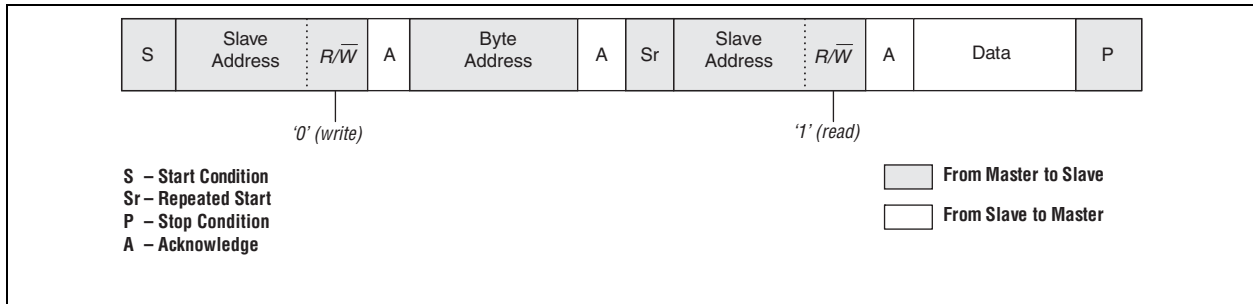 S Slave Address R/W̅ A Byte Address A Sr Slave Address R/W̅ A Data P
‘0’ (write) ‘1’ (read)
S – Start Condition
Sr – Repeated Start
P – Stop Condition
A – Acknowledge
From Master to Slave
From Slave to Master